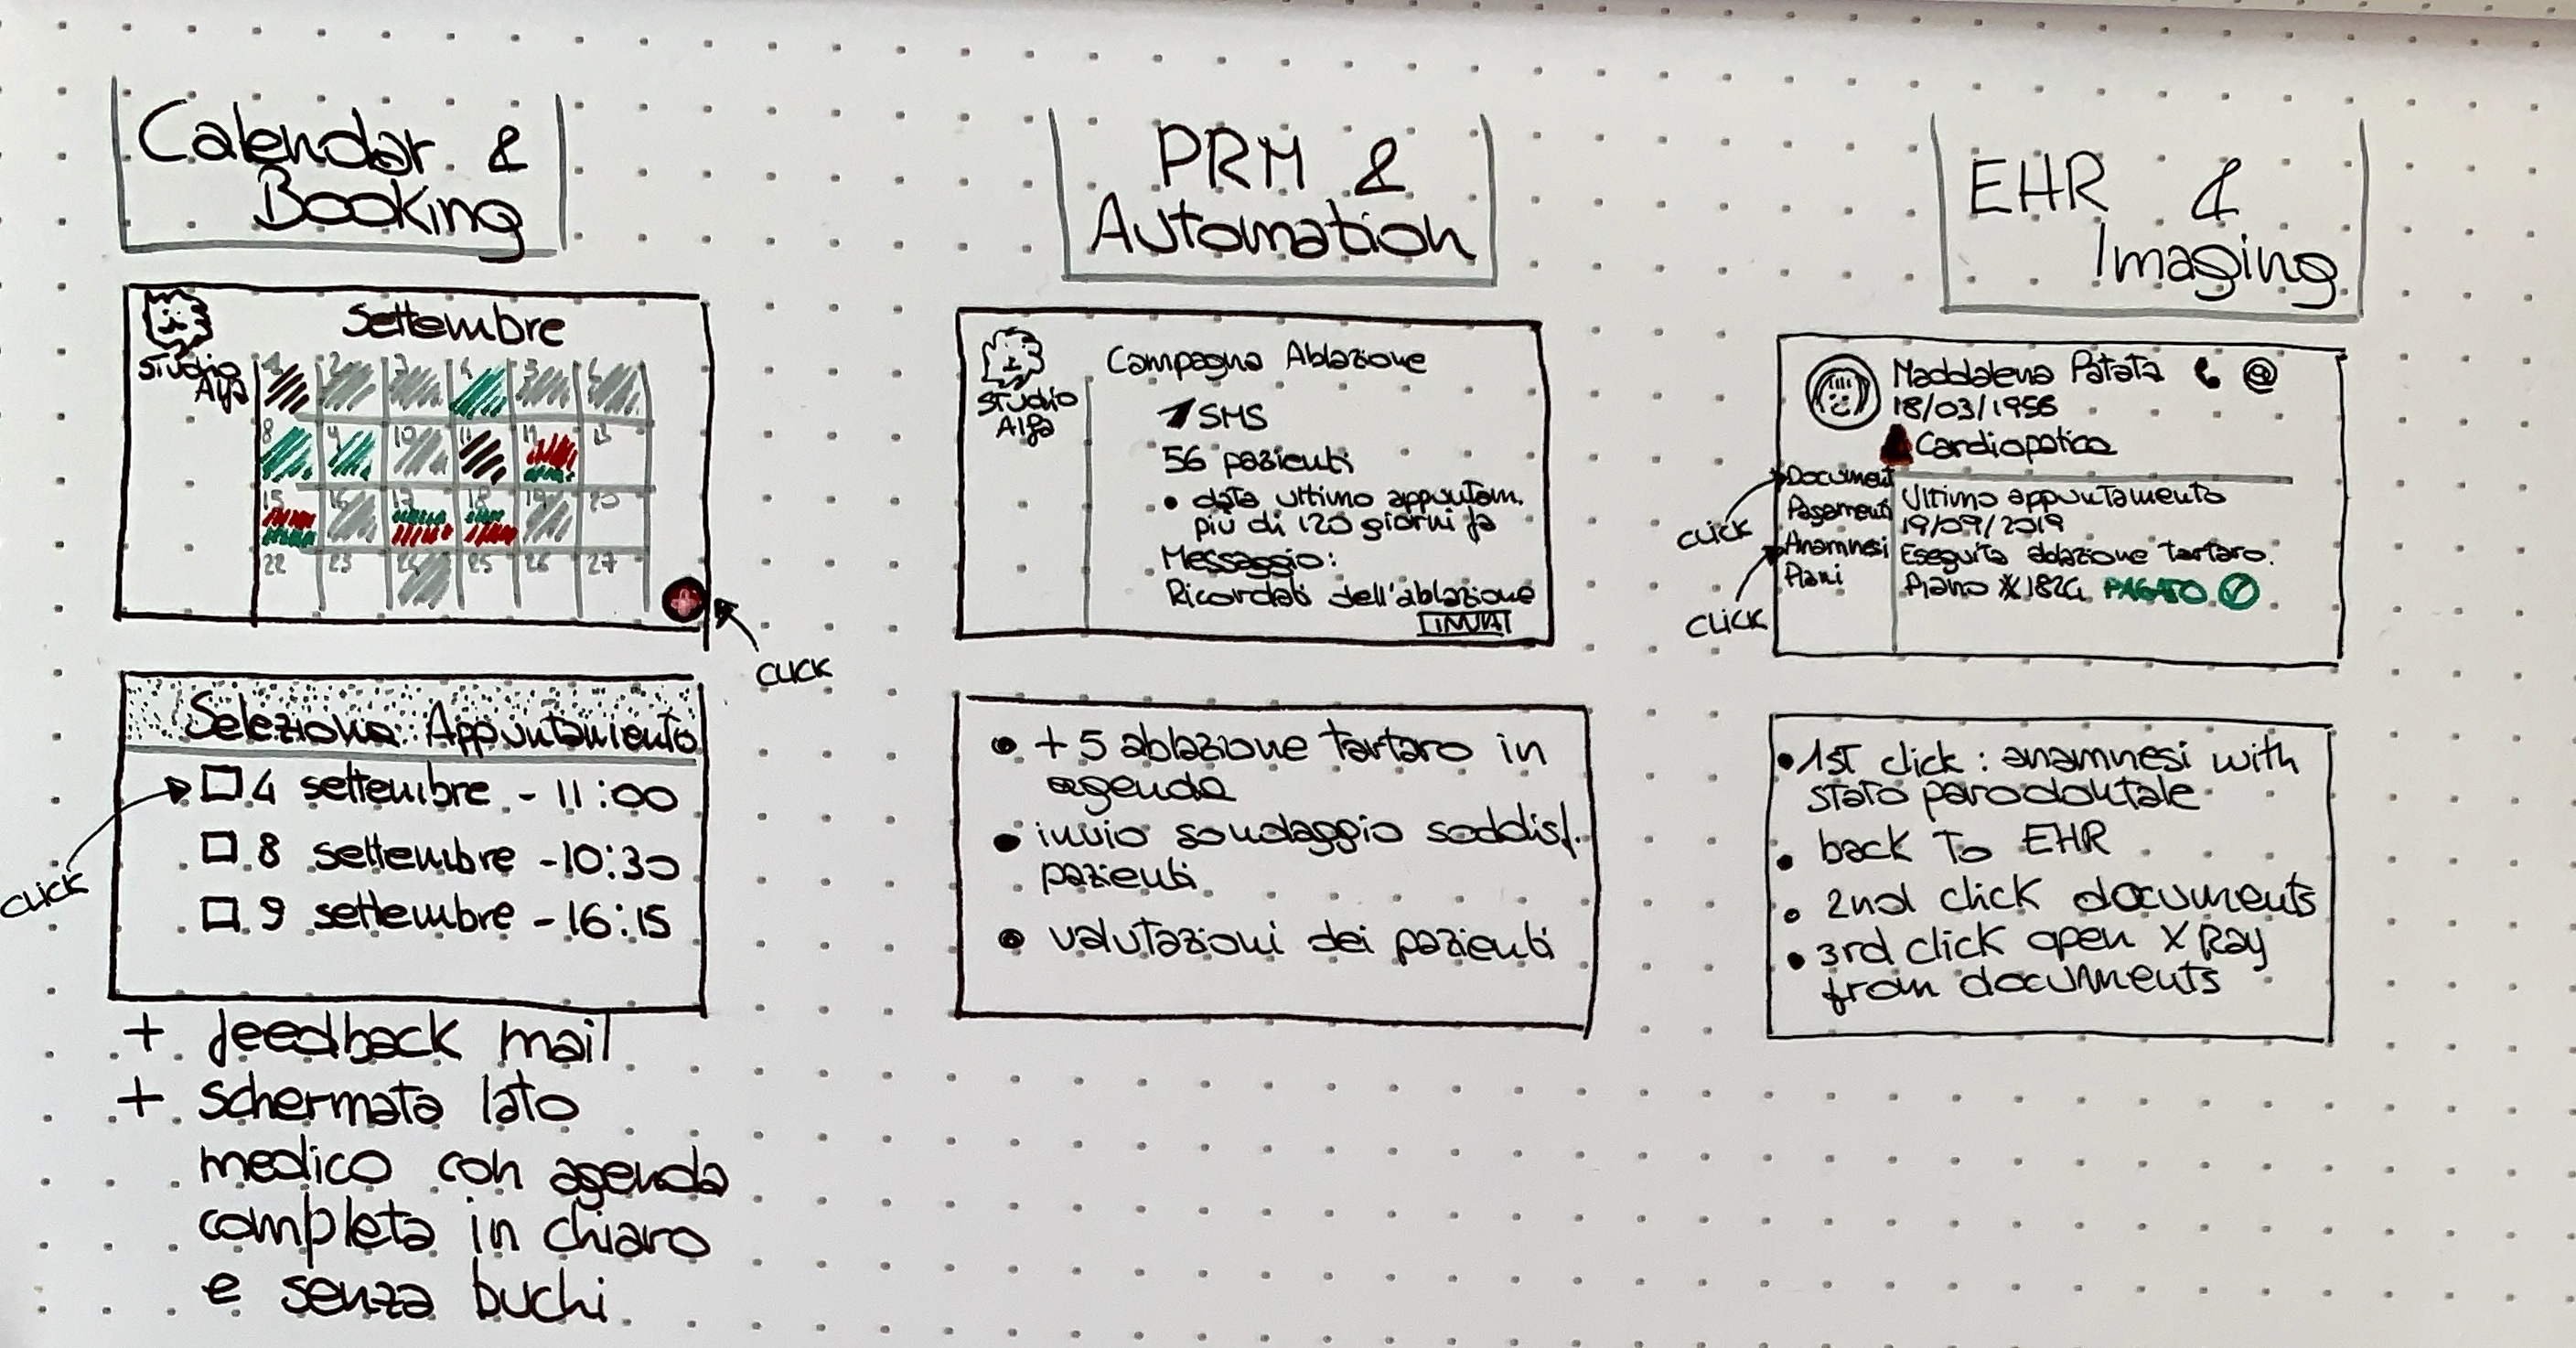 Calendar &
Booking
Settembre
Studio
Alfa
1 2 3 4 5 6
8 9 10 11 12 13
15 16 17 18 19 20
22 23 24 25 26 27
click
Seleziona Appuntamento
4 settembre - 11:00
8 settembre - 10:30
9 settembre - 16:15
click
+ feedback mail
+ schermata lato
medico con agenda
completa in chiaro
e senza buchi
PRM &
Automation
Studio
Alfa
Campagna Ablazione
SMS
56 pazienti
• data ultimo appuntam.
più di 120 giorni fa
Messaggio:
Ricordati dell'ablazione
INVIA
• +5 ablazione tartaro in
agenda
• invio sondaggio soddisf.
pazienti
• valutazioni dei pazienti
EHR &
Imaging
Maddalena Patata @
18/03/1956
Cardiopatica
Document
Pagamenti
Anamnesi
Piani
click
click
Ultimo appuntamento
19/09/2019
Eseguita ablazione tartaro.
Piano #1824 PAGATO
• 1st click: anamnesi with
stato parodontale
• back to EHR
• 2nd click documents
• 3rd click open X Ray
from documents